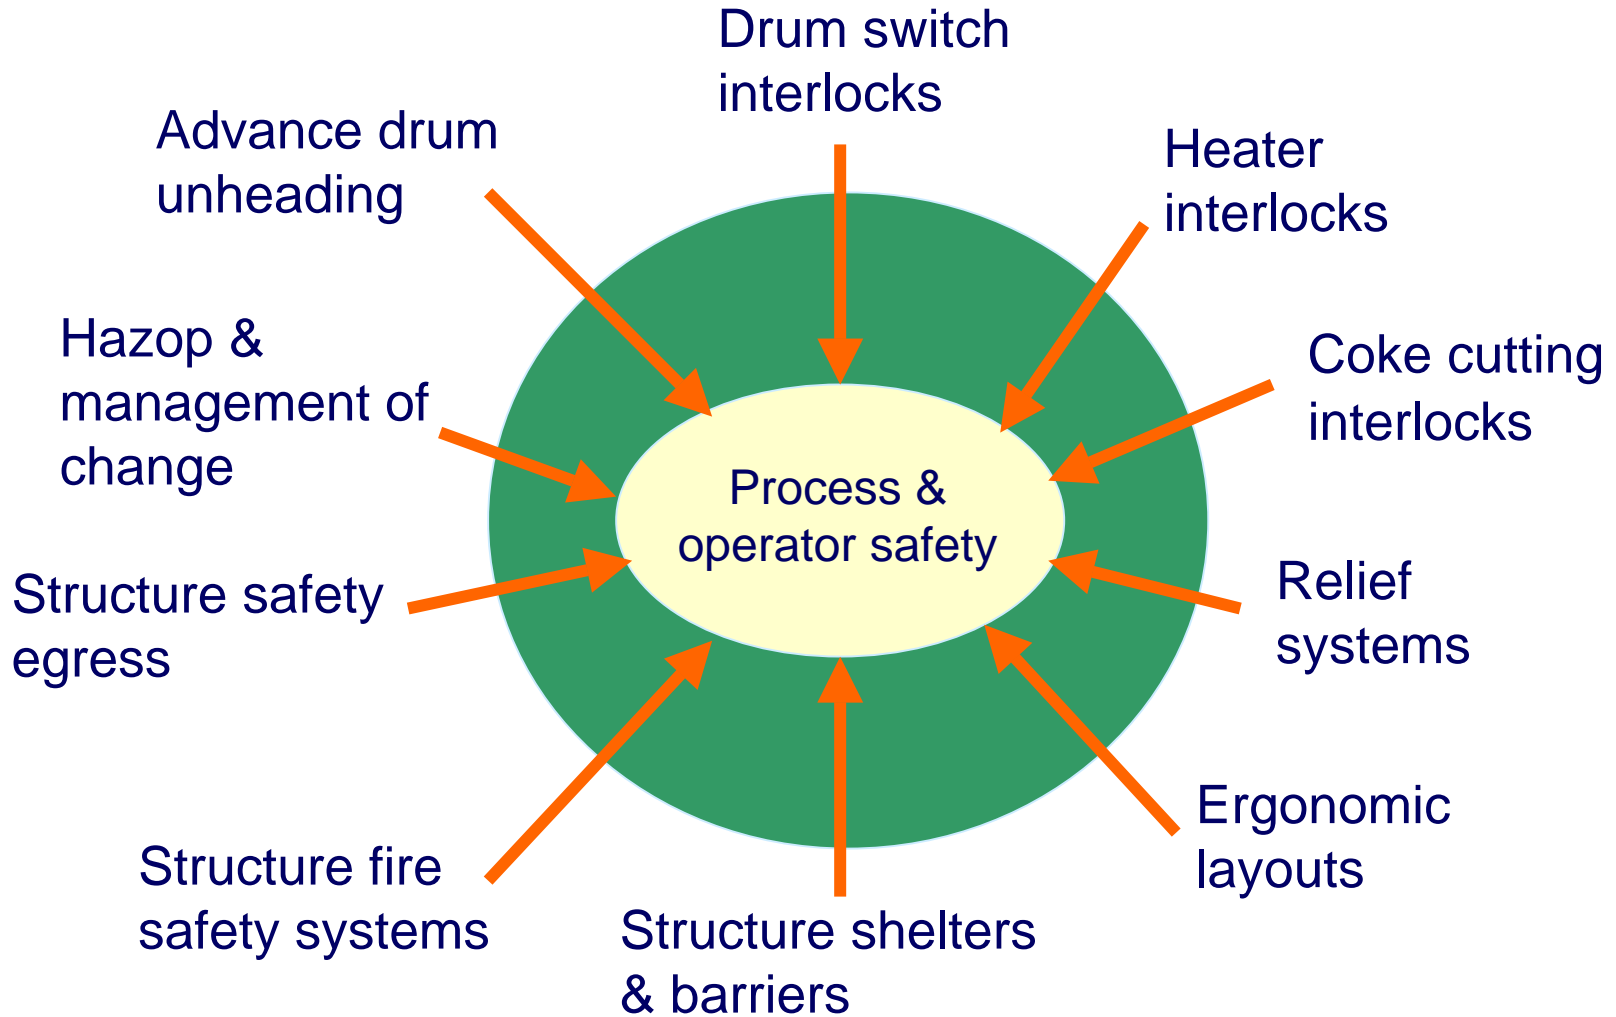 Drum switch
interlocks
Advance drum
unheading
Heater
interlocks
Hazop &
management of
change
Coke cutting
interlocks
Process &
operator safety
Structure safety
egress
Relief
systems
Ergonomic
layouts
Structure fire
safety systems
Structure shelters
& barriers